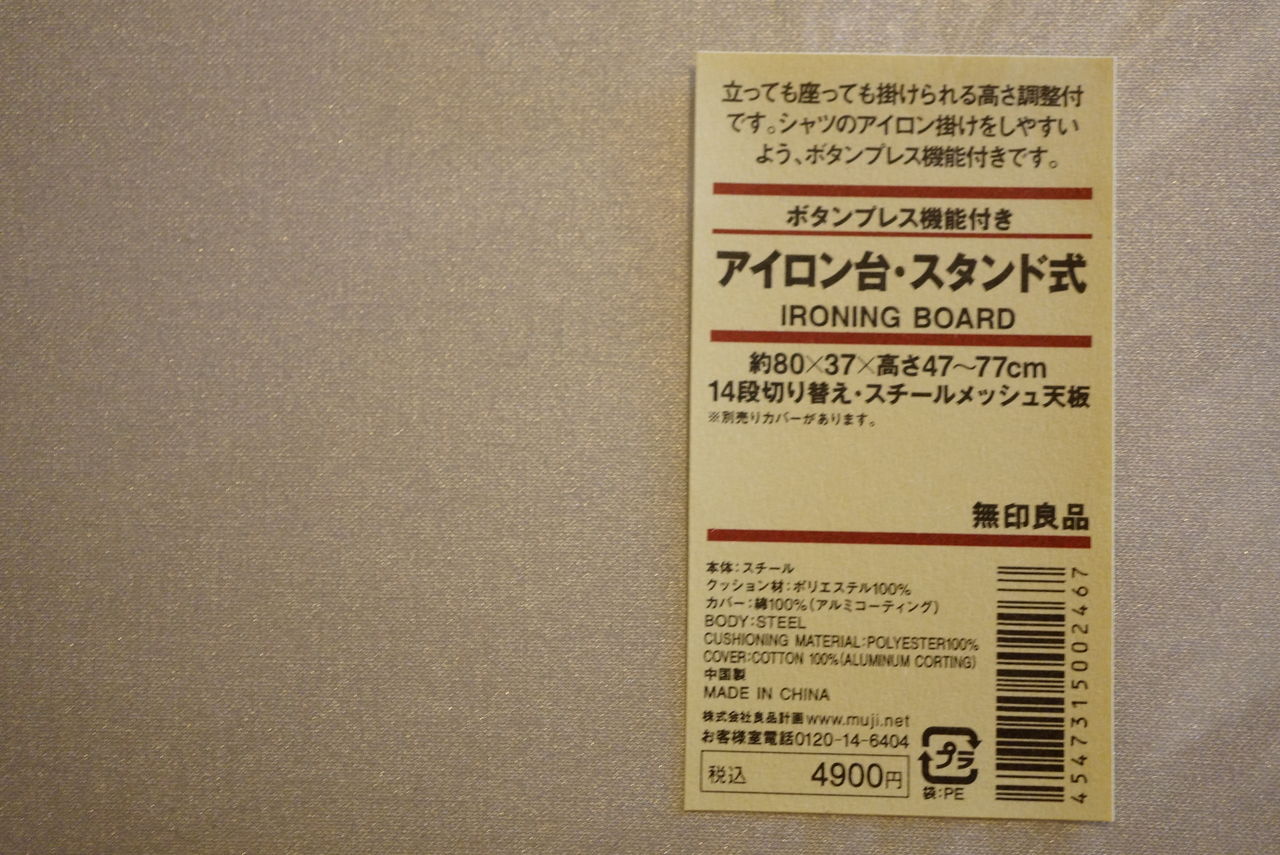 立っても座っても掛けられる高さ調整付
です。シャツのアイロン掛けをしやすい
よう、ボタンプレス機能付きです。
ボタンプレス機能付き
アイロン台・スタンド式
IRONING BOARD
約80×37×高さ47〜77cm
14段切り替え・スチールメッシュ天板
※別売りカバーがあります。
無印良品
本体:スチール
クッション材:ポリエステル100%
カバー:綿100%(アルミコーティング)
BODY:STEEL
CUSHIONING MATERIAL:POLYESTER100%
COVER:COTTON 100%(ALUMINUM CORTING)
中国製
MADE IN CHINA
株式会社良品計画 www.muji.net
お客様室電話0120-14-6404
税込 4900円
プラ
袋:PE
4547315002467